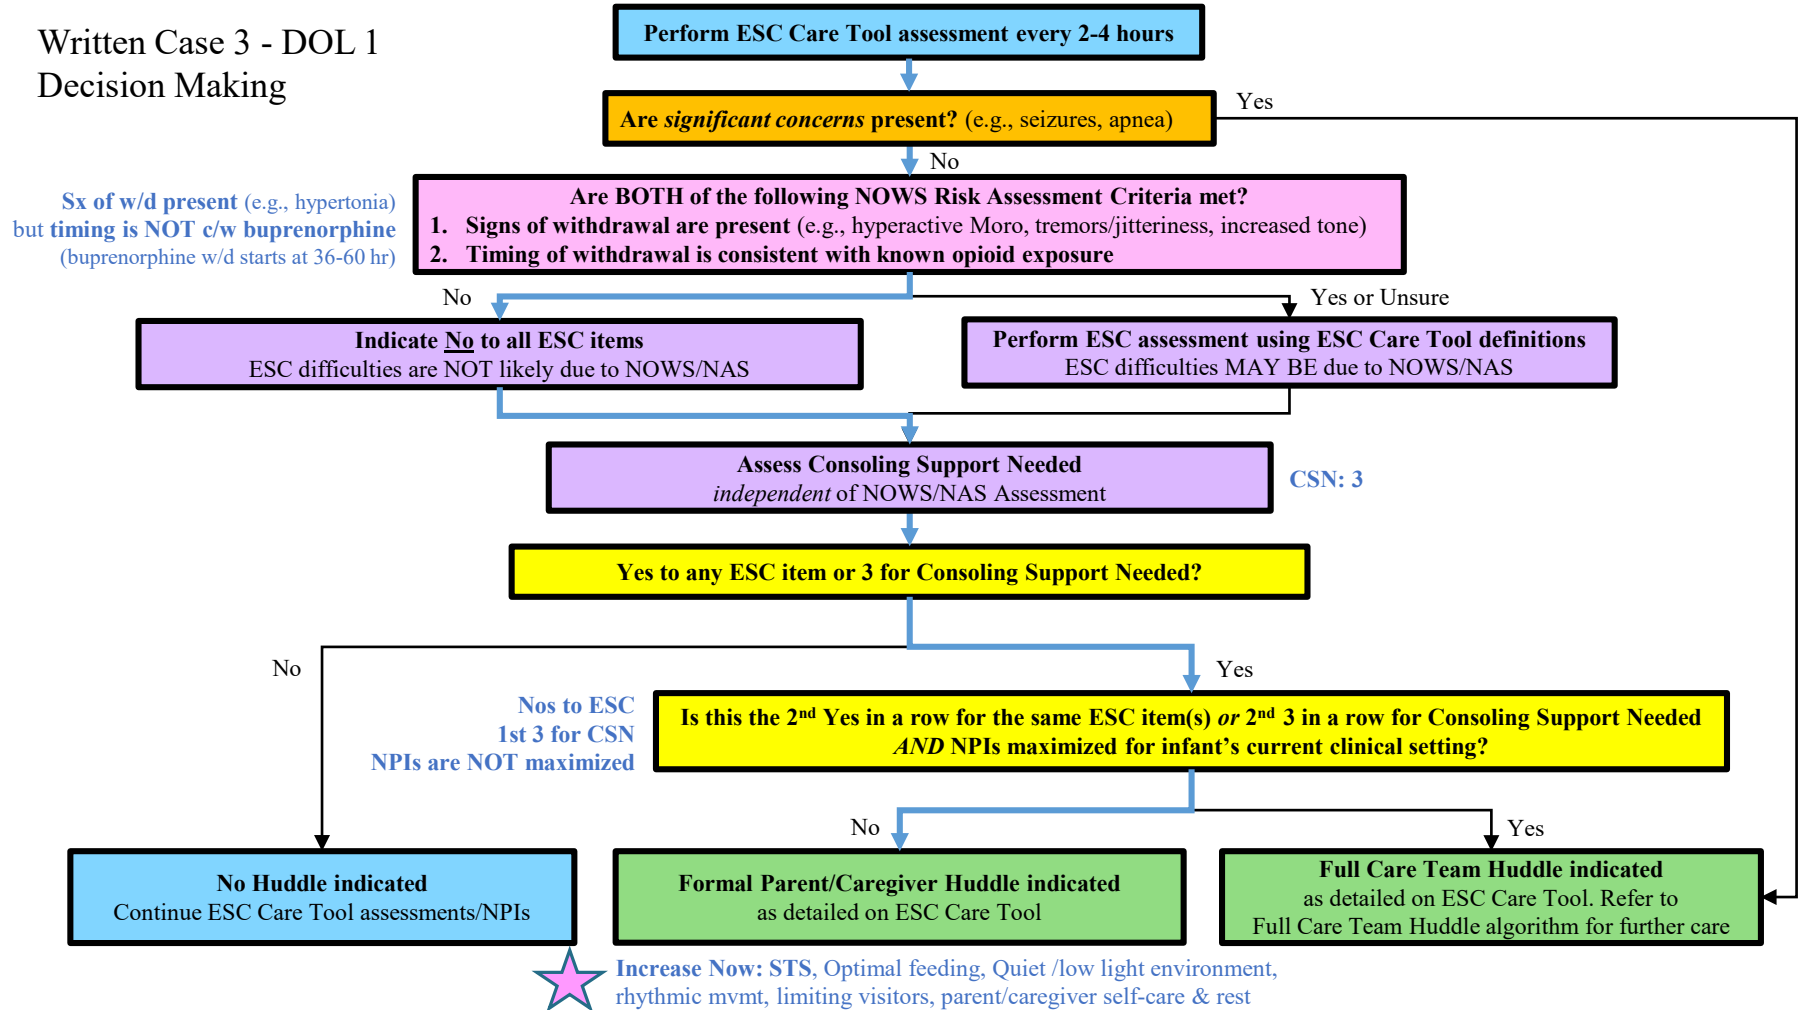 Written Case 3 - DOL 1
Decision Making
Perform ESC Care Tool assessment every 2-4 hours
Are significant concerns present? (e.g., seizures, apnea)
Yes
No
Sx of w/d present (e.g., hypertonia)
but timing is NOT c/w buprenorphine
(buprenorphine w/d starts at 36-60 hr)
Are BOTH of the following NOWS Risk Assessment Criteria met?
1. Signs of withdrawal are present (e.g., hyperactive Moro, tremors/jitteriness, increased tone)
2. Timing of withdrawal is consistent with known opioid exposure
No
Yes or Unsure
Indicate No to all ESC items
ESC difficulties are NOT likely due to NOWS/NAS
Perform ESC assessment using ESC Care Tool definitions
ESC difficulties MAY BE due to NOWS/NAS
Assess Consoling Support Needed
independent of NOWS/NAS Assessment
CSN: 3
Yes to any ESC item or 3 for Consoling Support Needed?
No
Yes
Nos to ESC
1st 3 for CSN
NPIs are NOT maximized
Is this the 2nd Yes in a row for the same ESC item(s) or 2nd 3 in a row for Consoling Support Needed
AND NPIs maximized for infant's current clinical setting?
No
Yes
No Huddle indicated
Continue ESC Care Tool assessments/NPIs
Formal Parent/Caregiver Huddle indicated
as detailed on ESC Care Tool
Full Care Team Huddle indicated
as detailed on ESC Care Tool. Refer to
Full Care Team Huddle algorithm for further care
Increase Now: STS, Optimal feeding, Quiet /low light environment,
rhythmic mvmt, limiting visitors, parent/caregiver self-care & rest